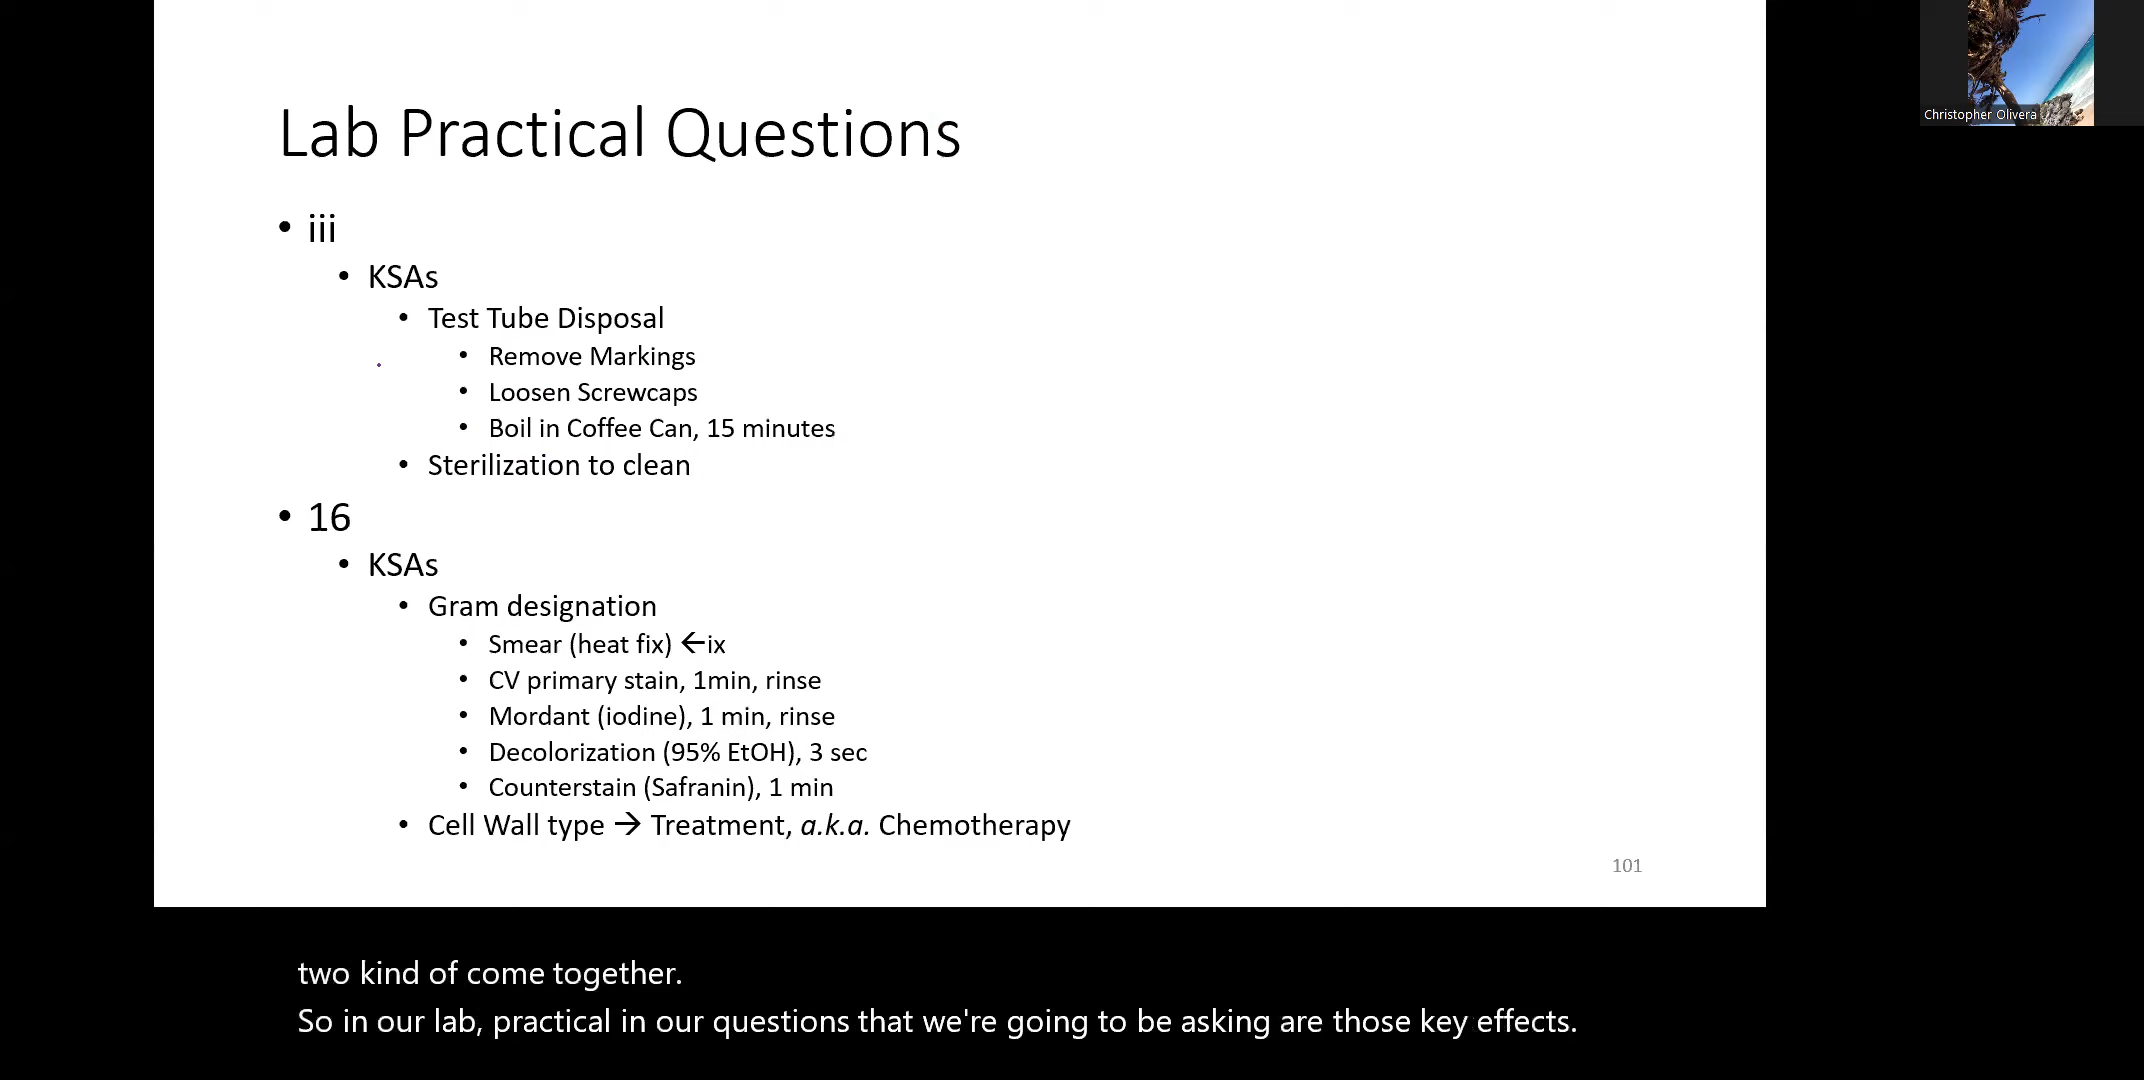 Christopher Olivera
Lab Practical Questions
• iii
• KSAs
• Test Tube Disposal
• Remove Markings
• Loosen Screwcaps
• Boil in Coffee Can, 15 minutes
• Sterilization to clean
• 16
• KSAs
• Gram designation
• Smear (heat fix) ←ix
• CV primary stain, 1min, rinse
• Mordant (iodine), 1 min, rinse
• Decolorization (95% EtOH), 3 sec
• Counterstain (Safranin), 1 min
• Cell Wall type → Treatment, a.k.a. Chemotherapy
101
two kind of come together.
So in our lab, practical in our questions that we're going to be asking are those key effects.